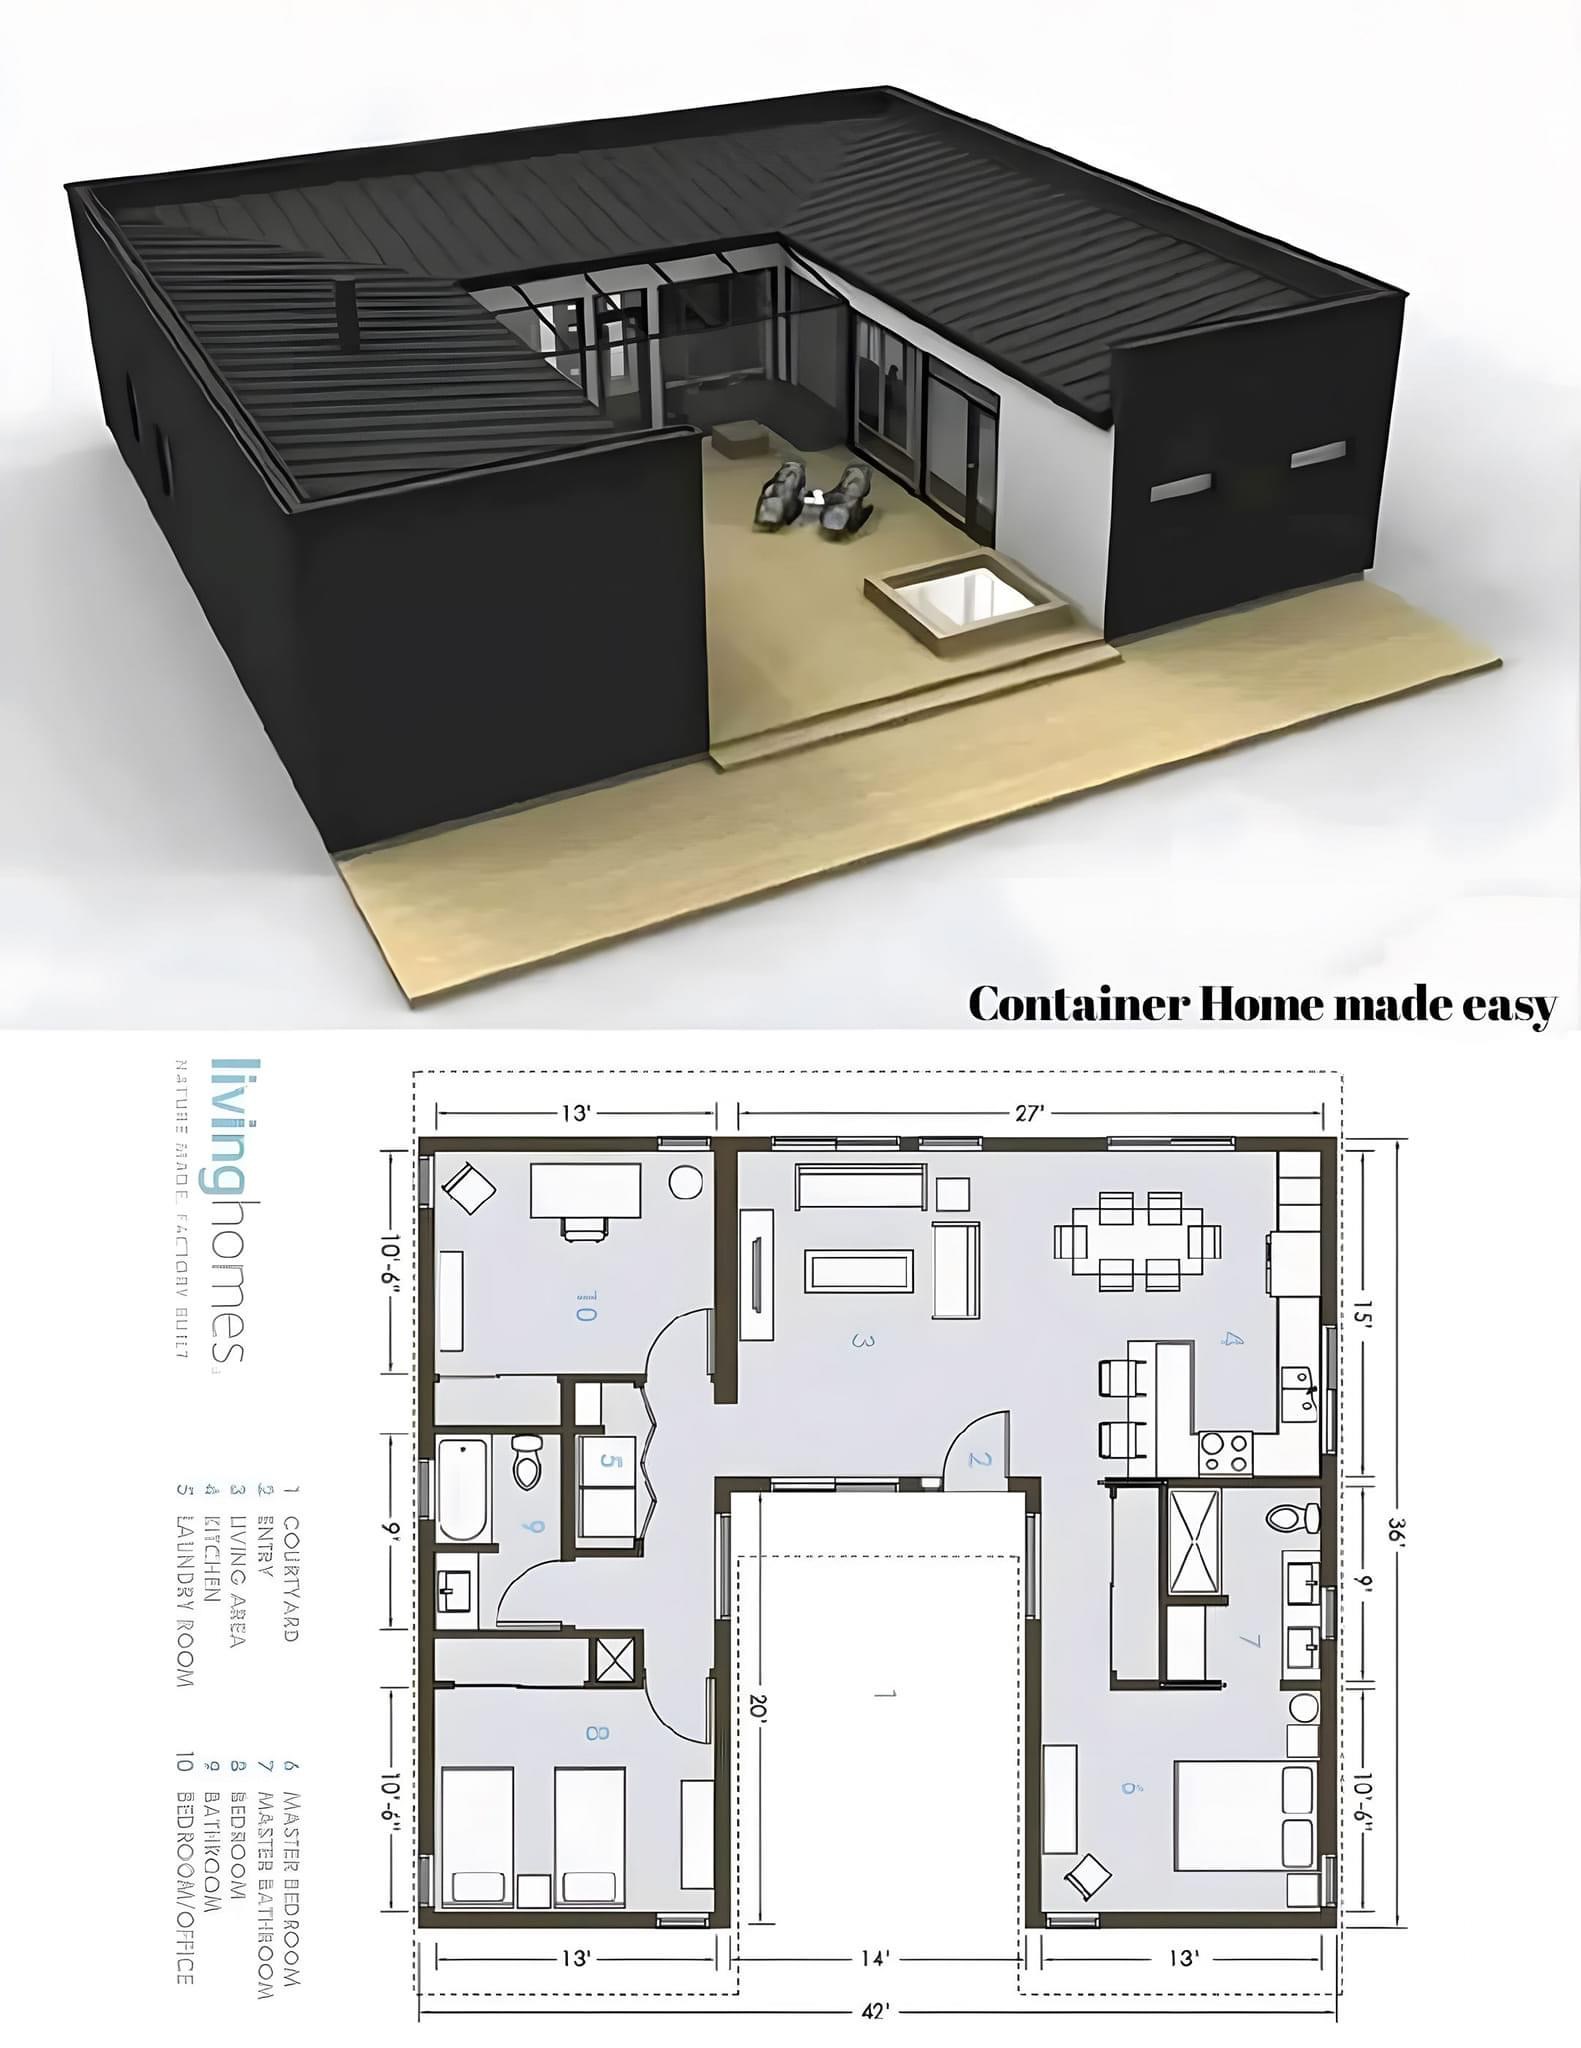 Container Home made easy
livinghomes
NATURE MADE. FACTORY BUILT
1 COURTYARD
2 ENTRY
3 LIVING AREA
4 KITCHEN
5 LAUNDRY ROOM
6 MASTER BEDROOM
7 MASTER BATHROOM
8 BEDROOM
9 BATHROOM
10 BEDROOM/OFFICE
13'
27'
10'-6"
15'
10
3
4
2
5
9
9'
36'
9'
7
20'
1
8
6
10'-6"
10'-6"
13'
14'
13'
42'